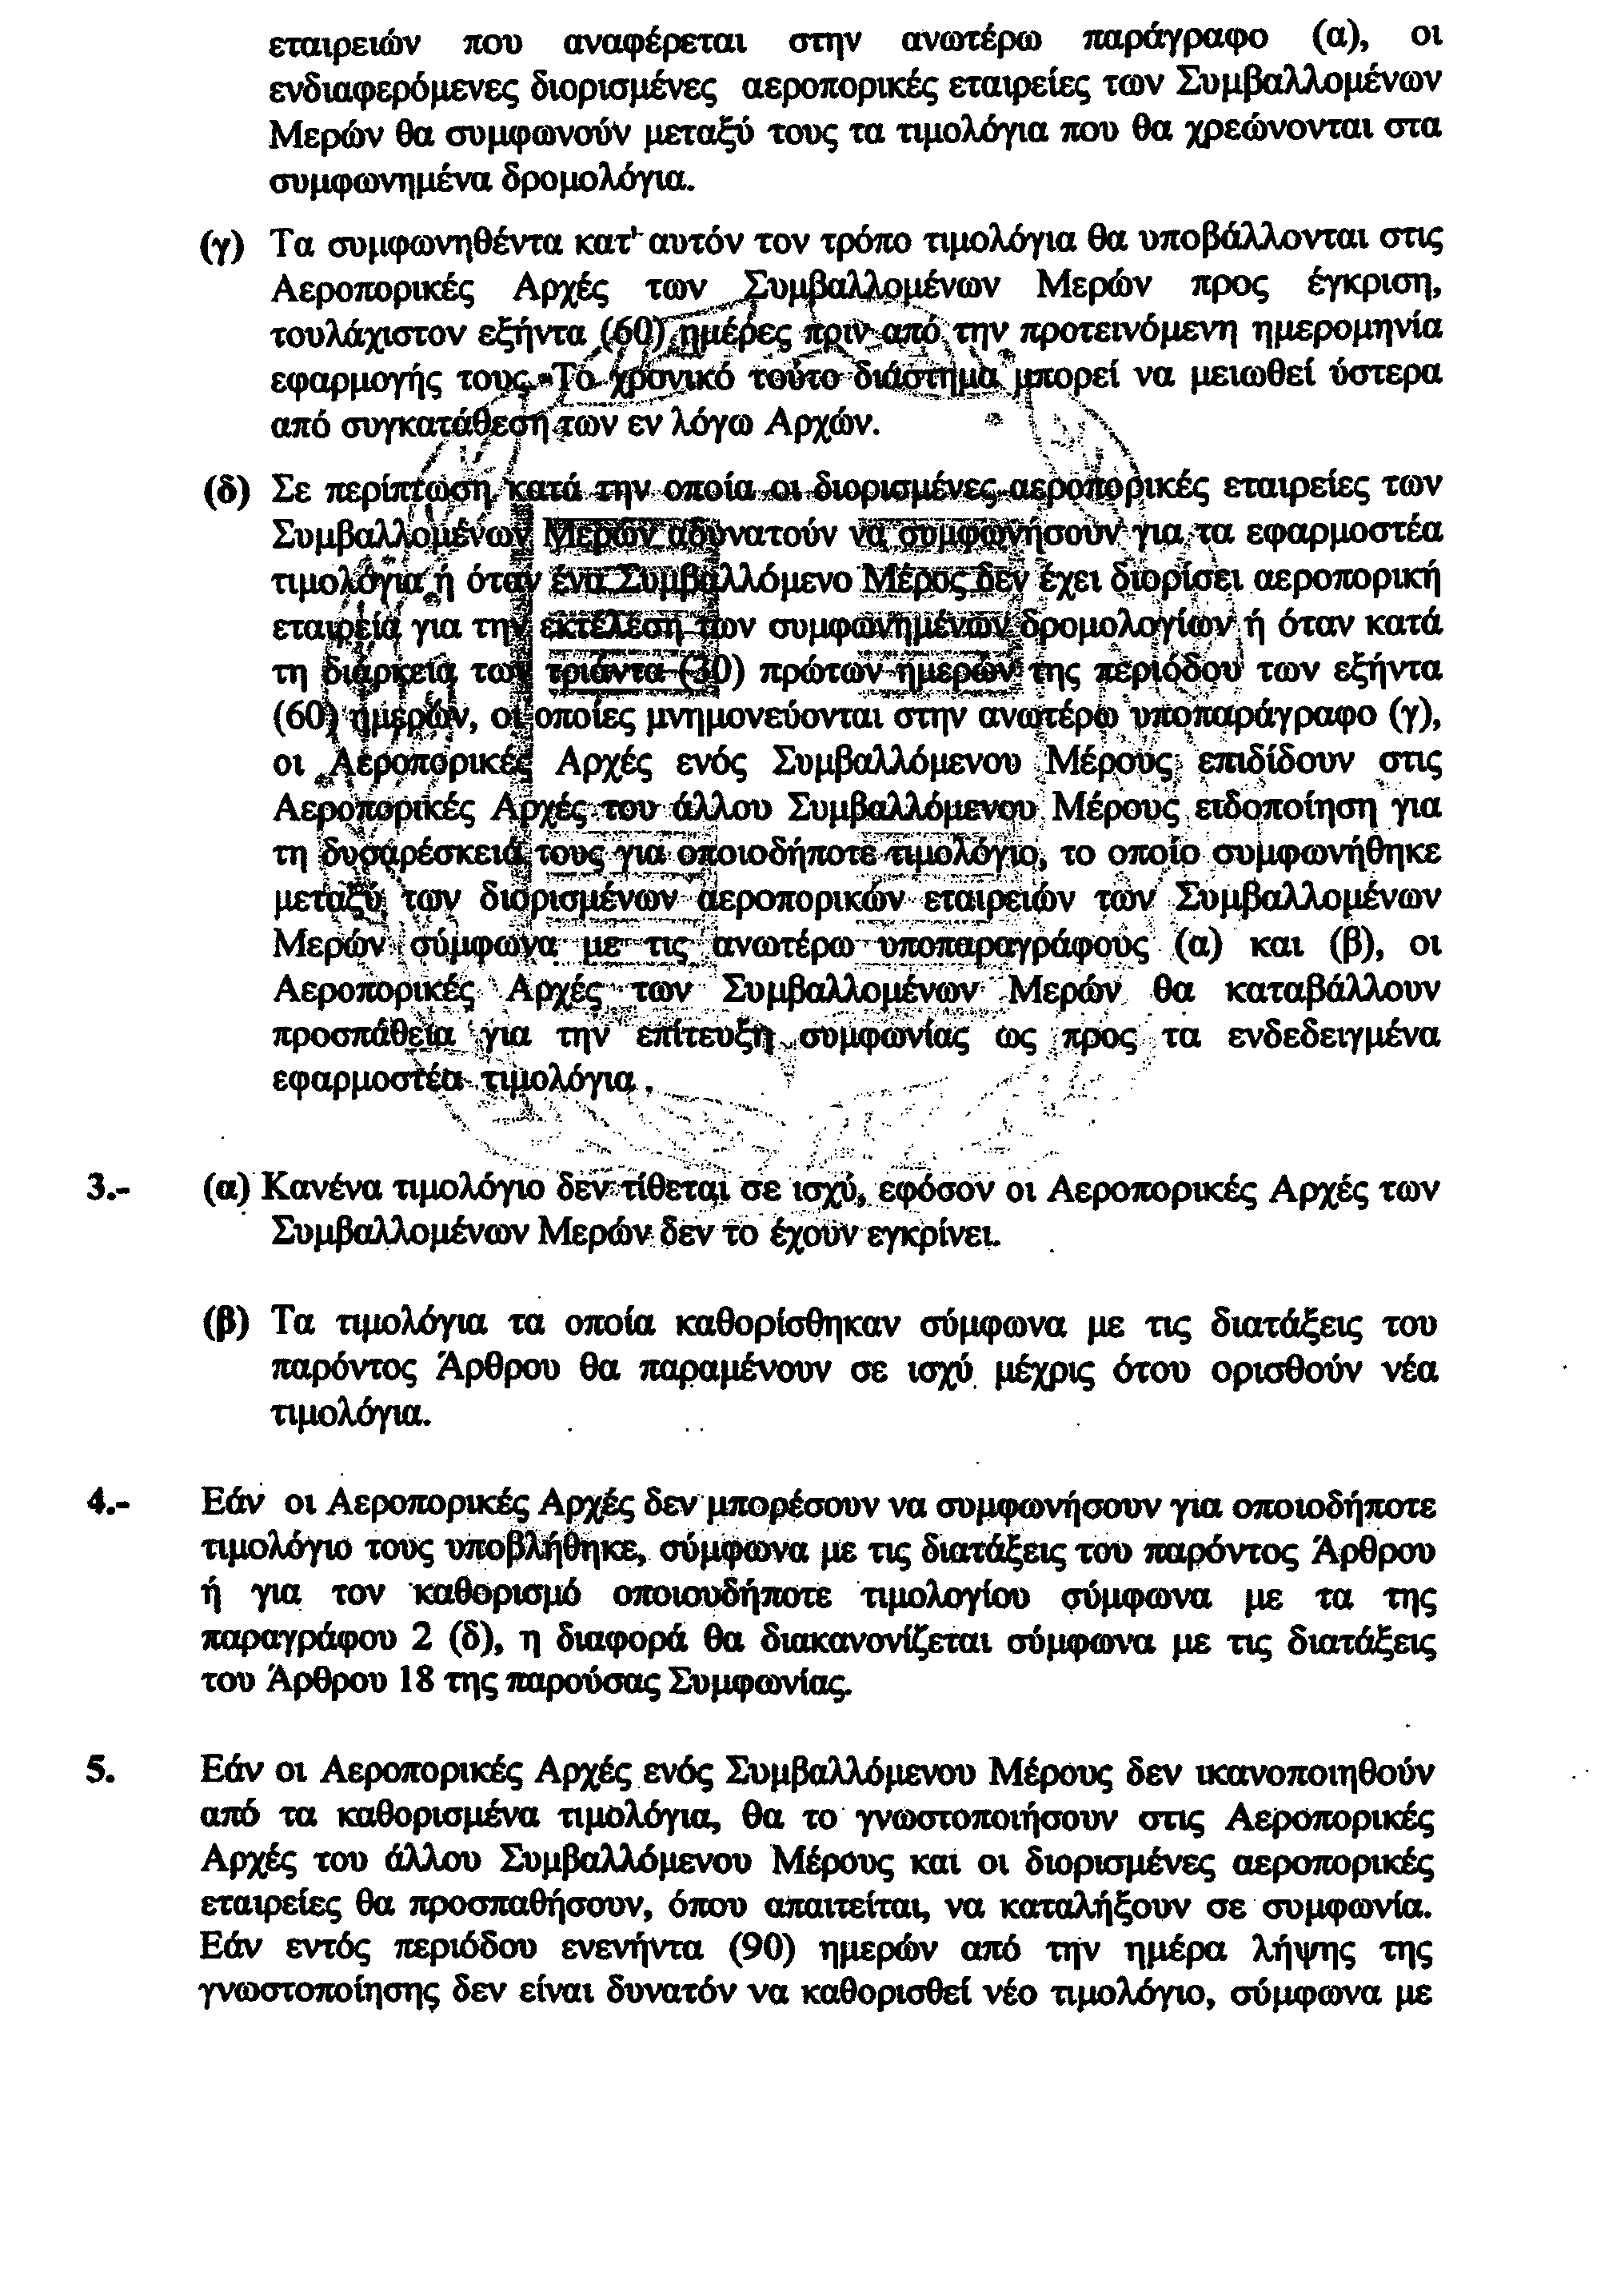 εταιρειών που αναφέρεται στην ανωτέρω παράγραφο (α), οι
ενδιαφερόμενες διορισμένες αεροπορικές εταιρείες των Συμβαλλομένων
Μερών θα συμφωνούν μεταξύ τους τα τιμολόγια που θα χρεώνονται στα
συμφωνημένα δρομολόγια.
(γ) Τα συμφωνηθέντα κατ' αυτόν τον τρόπο τιμολόγια θα υποβάλλονται στις
Αεροπορικές Αρχές των Συμβαλλομένων Μερών προς έγκριση,
τουλάχιστον εξήντα (60) ημέρες πριν από την προτεινόμενη ημερομηνία
εφαρμογής τους. Το χρονικό τούτο διάστημα μπορεί να μειωθεί ύστερα
από συγκατάθεση των εν λόγω Αρχών.
(δ) Σε περίπτωση κατά την οποία οι διορισμένες αεροπορικές εταιρείες των
Συμβαλλομένων Μερών αδυνατούν να συμφωνήσουν για τα εφαρμοστέα
τιμολόγια ή όταν ένα Συμβαλλόμενο Μέρος δεν έχει διορίσει αεροπορική
εταιρεία για την εκτέλεση των συμφωνημένων δρομολογίων ή όταν κατά
τη διάρκεια των τριάντα (30) πρώτων ημερών της περιόδου των εξήντα
(60) ημερών, οι οποίες μνημονεύονται στην ανωτέρω υποπαράγραφο (γ),
οι Αεροπορικές Αρχές ενός Συμβαλλόμενου Μέρους επιδίδουν στις
Αεροπορικές Αρχές του άλλου Συμβαλλόμενου Μέρους ειδοποίηση για
τη δυσαρέσκειά τους για οποιοδήποτε τιμολόγιο, το οποίο συμφωνήθηκε
μεταξύ των διορισμένων αεροπορικών εταιρειών των Συμβαλλομένων
Μερών σύμφωνα με τις ανωτέρω υποπαραγράφους (α) και (β), οι
Αεροπορικές Αρχές των Συμβαλλομένων Μερών θα καταβάλλουν
προσπάθεια για την επίτευξη συμφωνίας ως προς τα ενδεδειγμένα
εφαρμοστέα τιμολόγια.
3.- (α) Κανένα τιμολόγιο δεν τίθεται σε ισχύ, εφόσον οι Αεροπορικές Αρχές των
Συμβαλλομένων Μερών δεν το έχουν εγκρίνει.
(β) Τα τιμολόγια τα οποία καθορίσθηκαν σύμφωνα με τις διατάξεις του
παρόντος Άρθρου θα παραμένουν σε ισχύ μέχρις ότου ορισθούν νέα
τιμολόγια.
4.- Εάν οι Αεροπορικές Αρχές δεν μπορέσουν να συμφωνήσουν για οποιοδήποτε
τιμολόγιο τους υποβλήθηκε, σύμφωνα με τις διατάξεις του παρόντος Άρθρου
ή για τον καθορισμό οποιουδήποτε τιμολογίου σύμφωνα με τα της
παραγράφου 2 (δ), η διαφορά θα διακανονίζεται σύμφωνα με τις διατάξεις
του Άρθρου 18 της παρούσας Συμφωνίας.
5. Εάν οι Αεροπορικές Αρχές ενός Συμβαλλόμενου Μέρους δεν ικανοποιηθούν
από τα καθορισμένα τιμολόγια, θα το γνωστοποιήσουν στις Αεροπορικές
Αρχές του άλλου Συμβαλλόμενου Μέρους και οι διορισμένες αεροπορικές
εταιρείες θα προσπαθήσουν, όπου απαιτείται, να καταλήξουν σε συμφωνία.
Εάν εντός περιόδου ενενήντα (90) ημερών από την ημέρα λήψης της
γνωστοποίησης δεν είναι δυνατόν να καθορισθεί νέο τιμολόγιο, σύμφωνα με